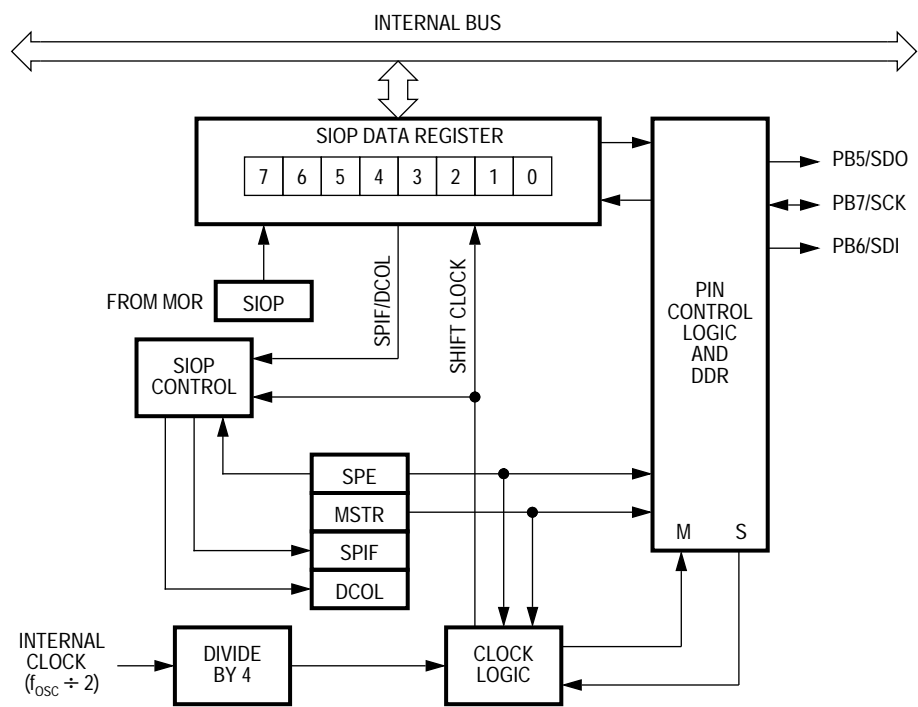 INTERNAL BUS
SIOP DATA REGISTER
7 6 5 4 3 2 1 0
PB5/SDO
PB7/SCK
PB6/SDI
FROM MOR
SIOP
SPIF/DCOL
SHIFT CLOCK
PIN
CONTROL
LOGIC
AND
DDR
SIOP
CONTROL
SPE
MSTR
SPIF
DCOL
M S
INTERNAL
CLOCK
(fOSC ÷ 2)
DIVIDE
BY 4
CLOCK
LOGIC